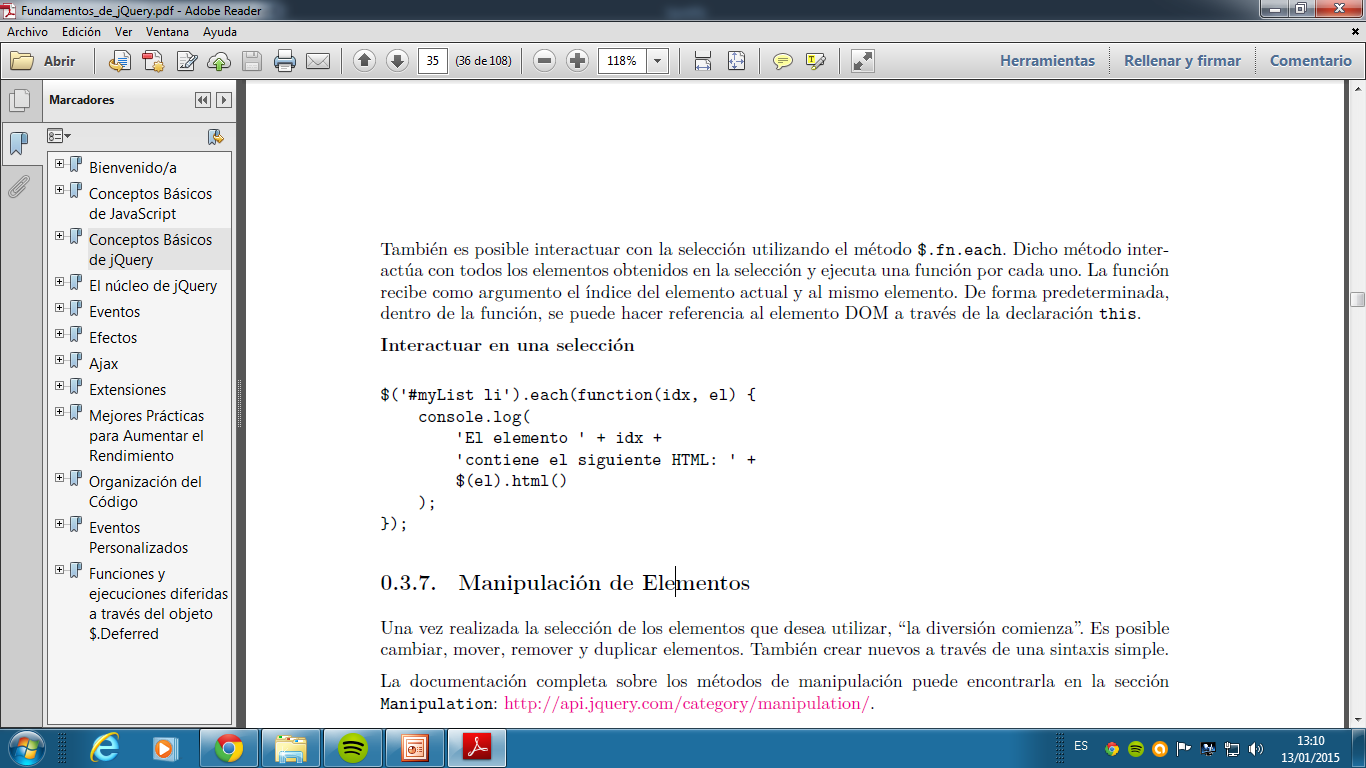 Fundamentos_de_jQuery.pdf - Adobe Reader
Archivo Edición Ver Ventana Ayuda
Abrir 35 (36 de 108) 118% Herramientas Rellenar y firmar Comentario
Marcadores
Bienvenido/a
Conceptos Básicos
de JavaScript
Conceptos Básicos
de jQuery
El núcleo de jQuery
Eventos
Efectos
Ajax
Extensiones
Mejores Prácticas
para Aumentar el
Rendimiento
Organización del
Código
Eventos
Personalizados
Funciones y
ejecuciones diferidas
a través del objeto
$.Deferred
También es posible interactuar con la selección utilizando el método $.fn.each. Dicho método inter-
actúa con todos los elementos obtenidos en la selección y ejecuta una función por cada uno. La función
recibe como argumento el índice del elemento actual y al mismo elemento. De forma predeterminada,
dentro de la función, se puede hacer referencia al elemento DOM a través de la declaración this.
Interactuar en una selección
$('#myList li').each(function(idx, el) {
    console.log(
        'El elemento ' + idx +
        'contiene el siguiente HTML: ' +
        $(el).html()
    );
});
0.3.7. Manipulación de Elementos
Una vez realizada la selección de los elementos que desea utilizar, “la diversión comienza”. Es posible
cambiar, mover, remover y duplicar elementos. También crear nuevos a través de una sintaxis simple.
La documentación completa sobre los métodos de manipulación puede encontrarla en la sección
Manipulation: http://api.jquery.com/category/manipulation/.
ES
13:10
13/01/2015